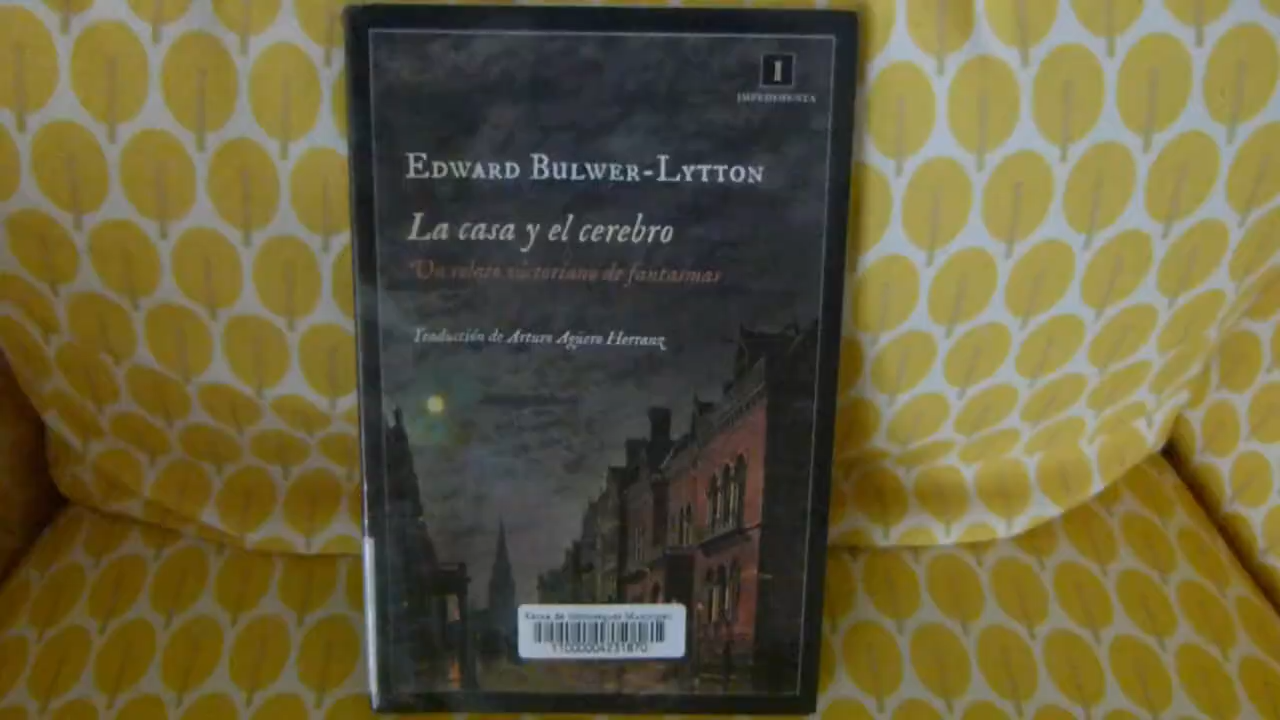 1
IMPEDIMENTA
EDWARD BULWER-LYTTON
La casa y el cerebro
Un relato victoriano de fantasmas
Traducción de Arturo Agüero Herranz
11000004231870